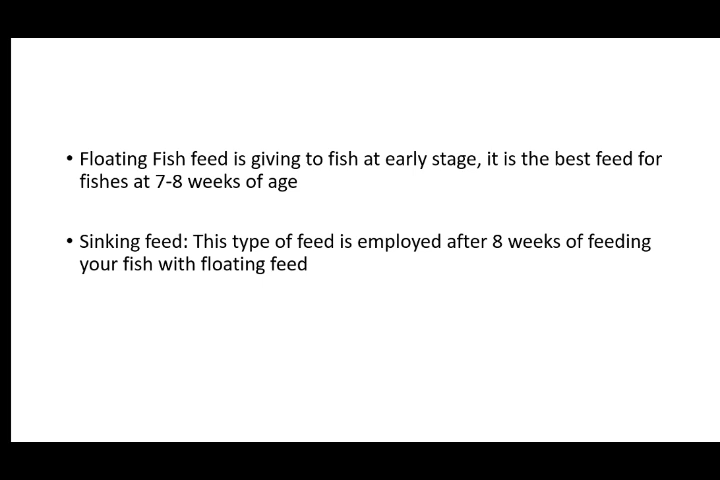 • Floating Fish feed is giving to fish at early stage, it is the best feed for
fishes at 7-8 weeks of age
• Sinking feed: This type of feed is employed after 8 weeks of feeding
your fish with floating feed